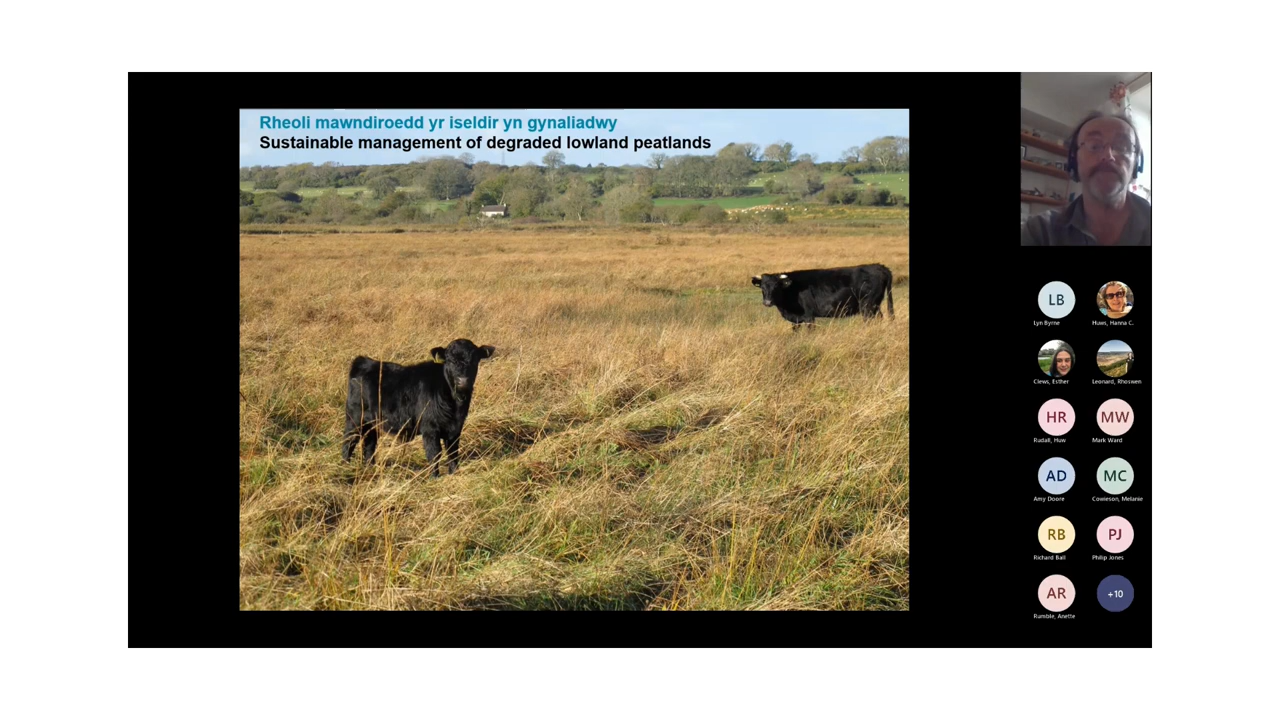 Rheoli mawndiroedd yr iseldir yn gynaliadwy
Sustainable management of degraded lowland peatlands
LB
Lyn Byrne
Huws, Hanna C.
Clews, Esther
Leonard, Rhoswen
HR
Rudall, Huw
MW
Mark Ward
AD
Amy Doore
MC
Cowieson, Melanie
RB
Richard Ball
PJ
Philip Jones
AR
Rumble, Anette
+10